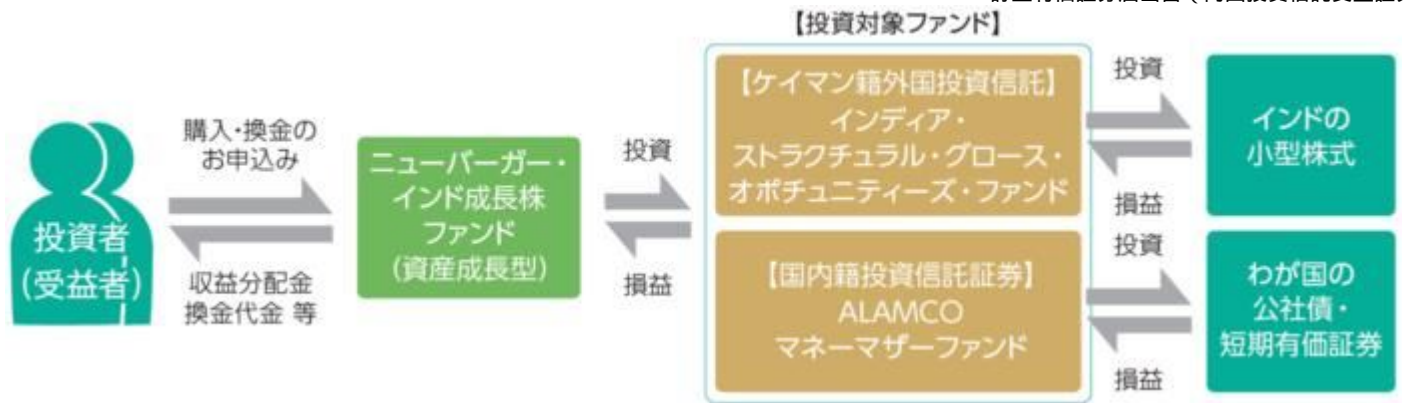 【投資対象ファンド】
投資者
(受益者)
購入・換金の
お申込み
収益分配金
換金代金 等
ニューバーガー・
インド成長株
ファンド
(資産成長型)
投資
損益
【ケイマン籍外国投資信託】
インディア・
ストラクチュラル・グロース・
オポチュニティーズ・ファンド
投資
損益
インドの
小型株式
【国内籍投資信託証券】
ALAMCO
マネーマザーファンド
投資
損益
わが国の
公社債・
短期有価証券